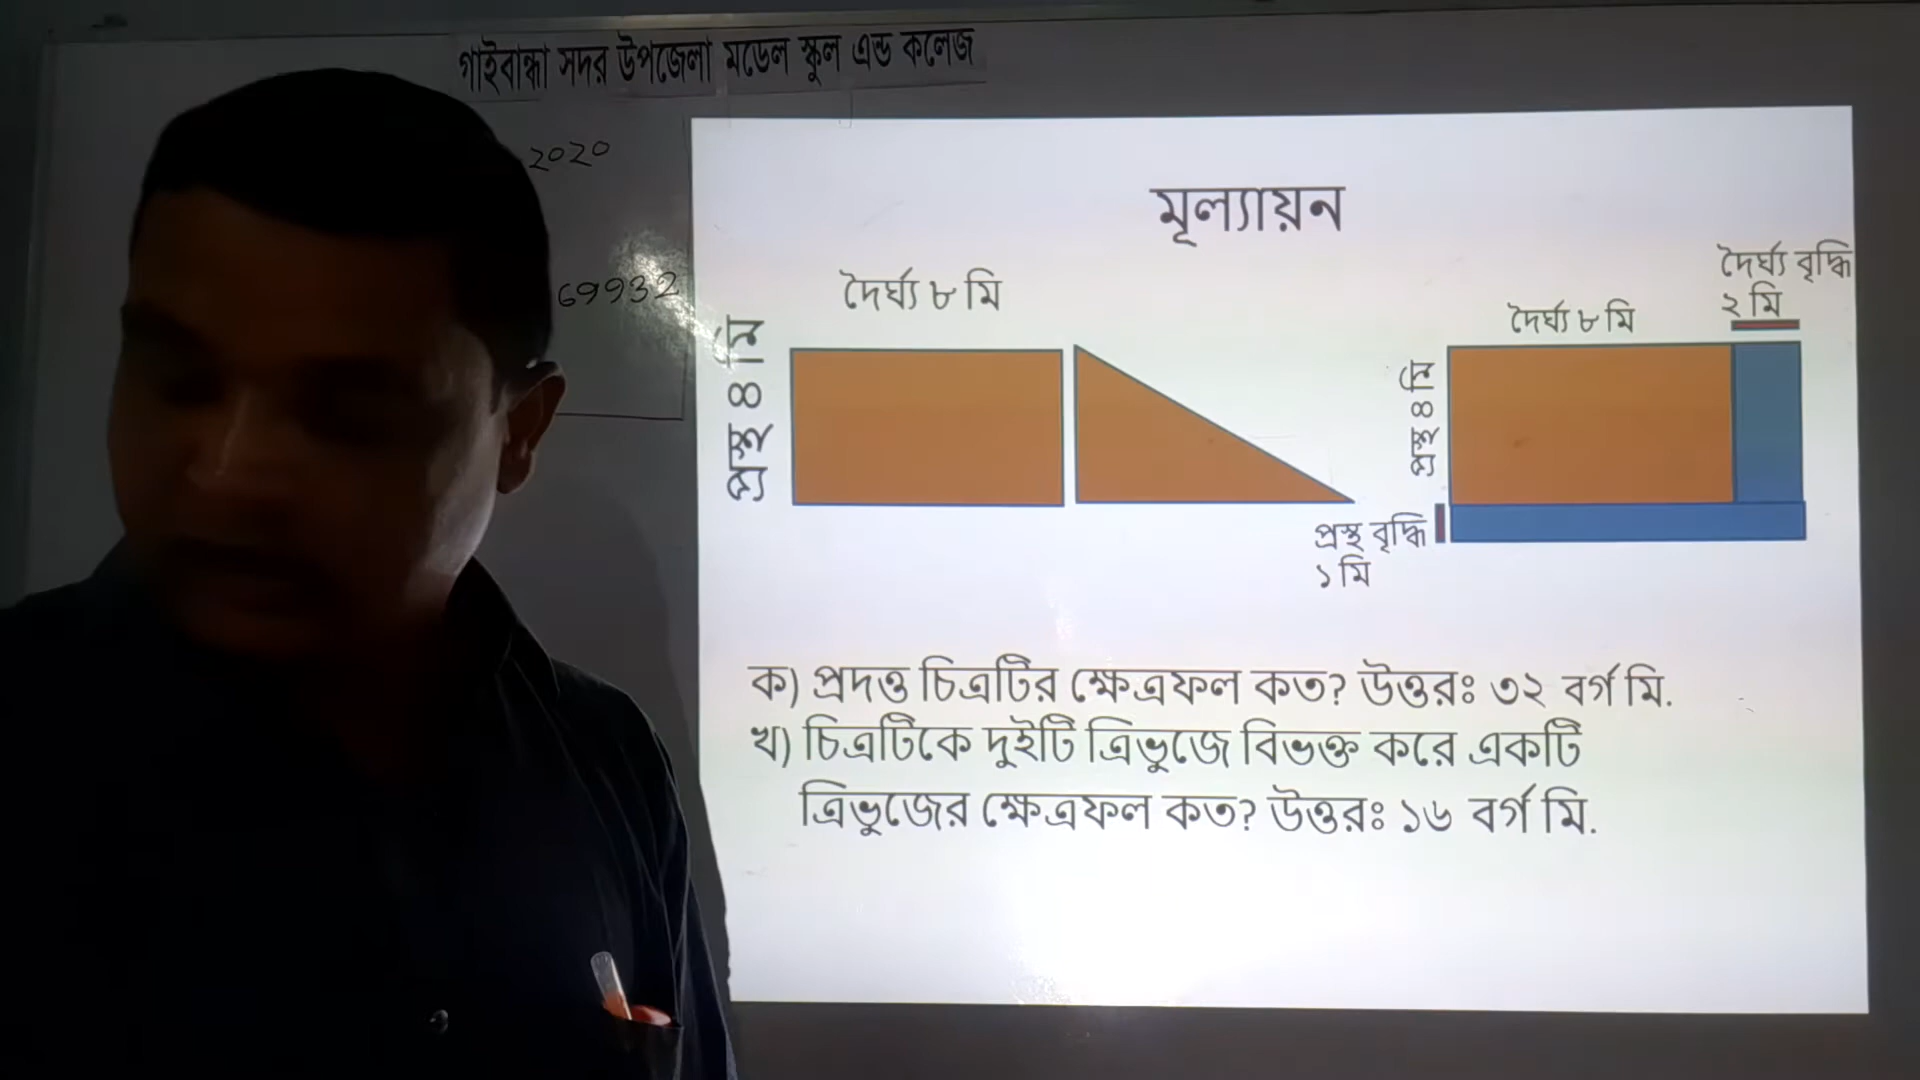 গাইবান্ধা সদর উপজেলা মডেল স্কুল এন্ড কলেজ
২০২০
69932
মূল্যায়ন
দৈর্ঘ্য ৮ মি
প্রস্থ ৪ মি
দৈর্ঘ্য বৃদ্ধি
২ মি
দৈর্ঘ্য ৮ মি
প্রস্থ ৪ মি
প্রস্থ বৃদ্ধি
১ মি
ক) প্রদত্ত চিত্রটির ক্ষেত্রফল কত? উত্তরঃ ৩২ বর্গ মি.
খ) চিত্রটিকে দুইটি ত্রিভুজে বিভক্ত করে একটি
ত্রিভুজের ক্ষেত্রফল কত? উত্তরঃ ১৬ বর্গ মি.